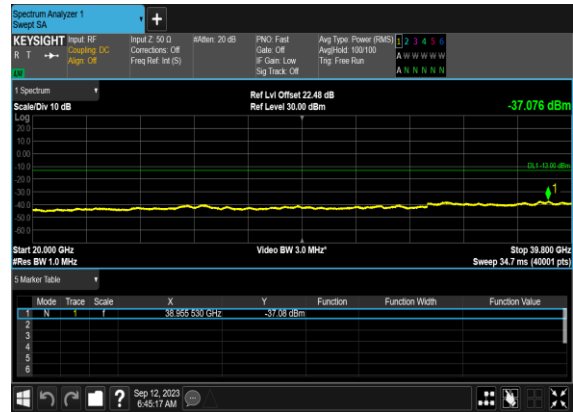 Spectrum Analyzer 1
Swept SA
+
KEYSIGHT Input: RF Input Z: 50 Ω #Atten: 20 dB PNO: Fast Avg Type: Power (RMS) 1 2 3 4 5 6
R T Coupling: DC Corrections: Off Gate: Off Avg|Hold: 100/100 A W W W W W
Align: Off Freq Ref: Int (S) IF Gain: Low Trig: Free Run
LW Sig Track: Off A N N N N N
1 Spectrum Ref Lvl Offset 22.48 dB
Scale/Div 10 dB Ref Level 30.00 dBm -37.076 dBm
Log
20.0
10.0
0.00
-10.0 DL1 -13.00 dBm
-20.0
-30.0 1
-40.0
-50.0
-60.0
Start 20.000 GHz Video BW 3.0 MHz* Stop 39.800 GHz
#Res BW 1.0 MHz Sweep 34.7 ms (40001 pts)
5 Marker Table
Mode Trace Scale X Y Function Function Width Function Value
1 N 1 f 38.955 530 GHz -37.08 dBm
2
3
4
5
6
? Sep 12, 2023
6:45:17 AM